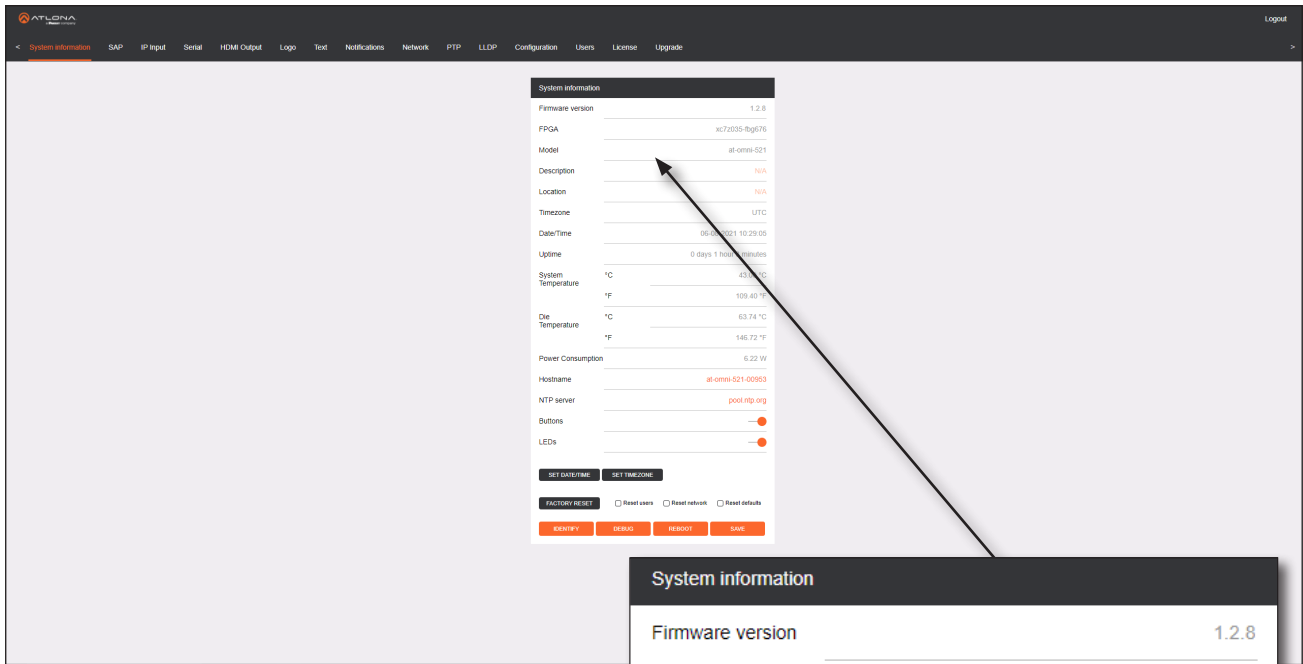 ATLONA
Logout
< System information SAP IP Input Serial HDMI Output Logo Text Notifications Network PTP LLDP Configuration Users License Upgrade >
System information
Firmware version 1.2.8
FPGA xc7z035-fbg676
Model at-omni-521
Description N/A
Location N/A
Timezone UTC
Date/Time 2021 10:29:05
Uptime 0 days 1 hour minutes
System °C °C
Temperature
°F 109.40 °F
Die °C 63.74 °C
Temperature
°F 146.72 °F
Power Consumption 6.22 W
Hostname at-omni-521-00953
NTP server pool.ntp.org
Buttons
LEDs
SET DATE/TIME SET TIMEZONE
FACTORY RESET Reset users Reset network Reset defaults
IDENTIFY DEBUG REBOOT SAVE
System information
Firmware version 1.2.8